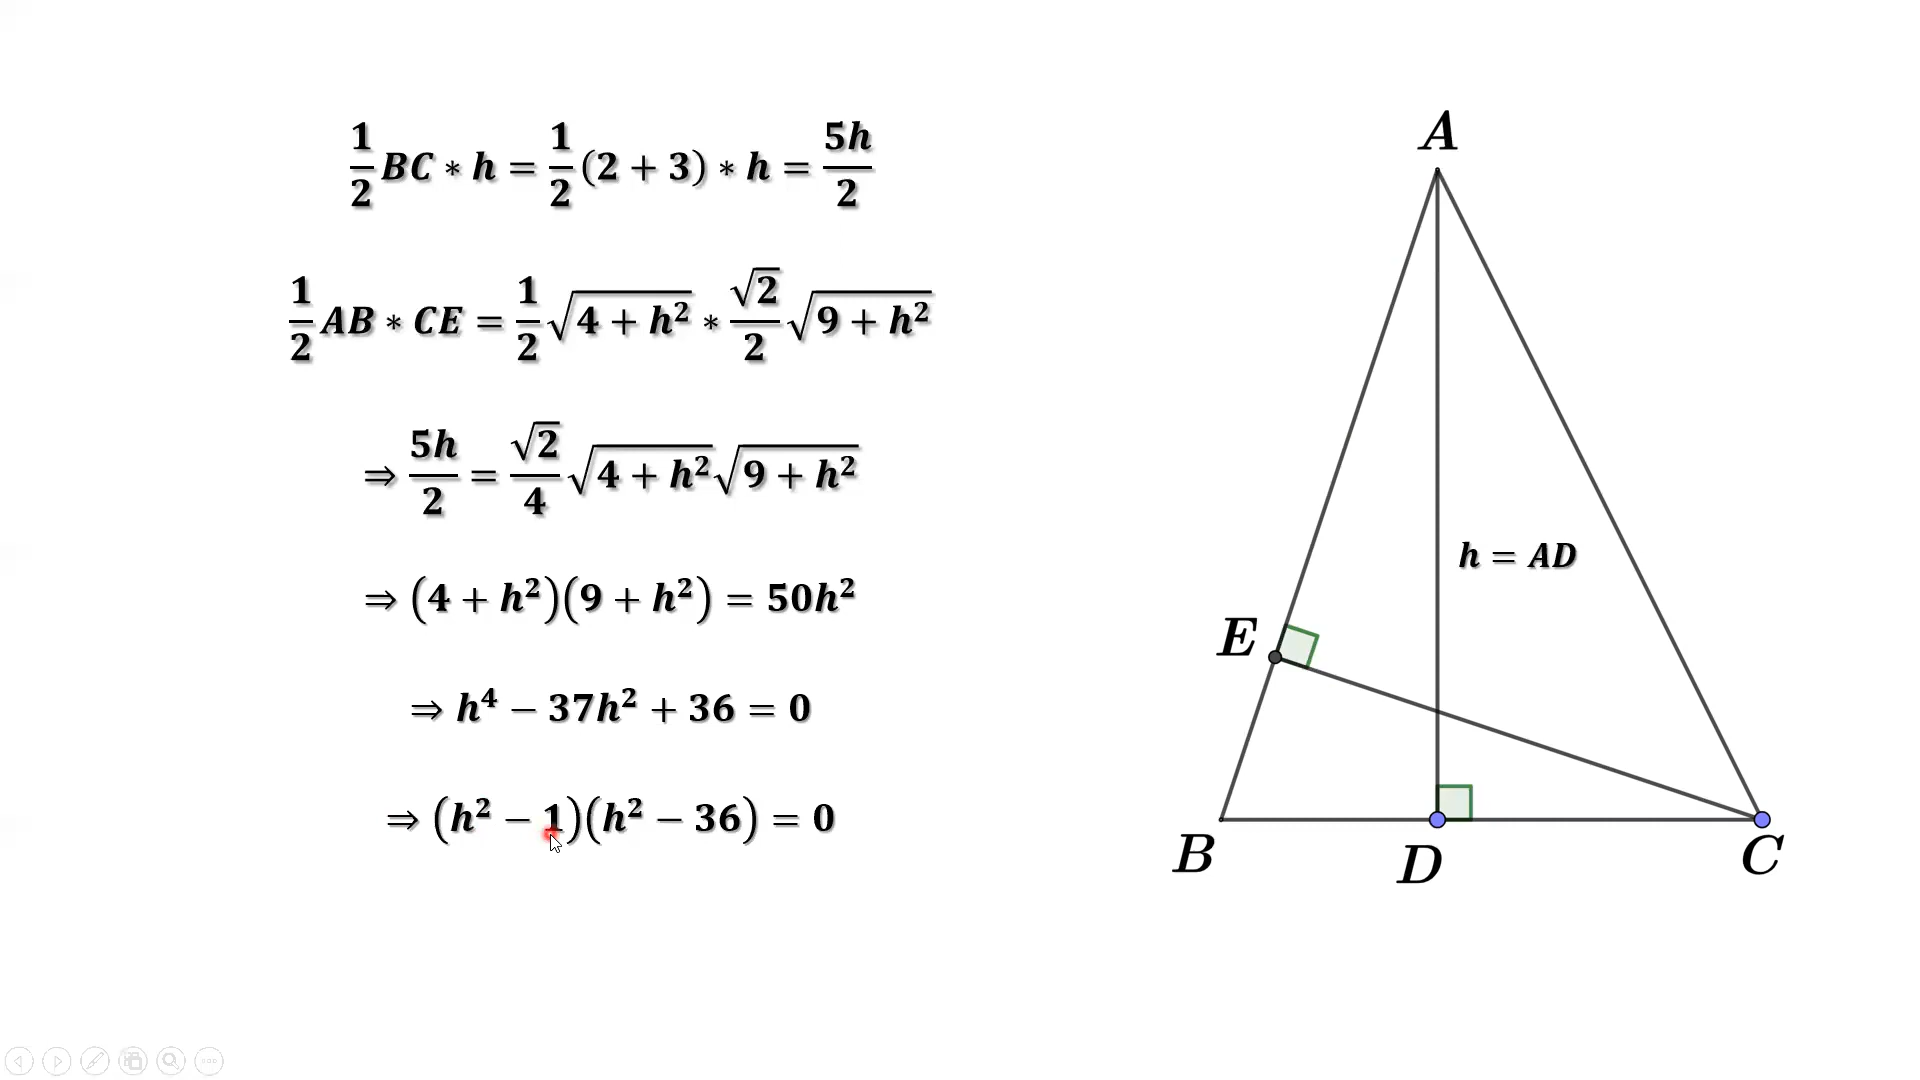 1/2 BC * h = 1/2 (2 + 3) * h = 5h/2
1/2 AB * CE = 1/2 √(4 + h²) * √2/2 √(9 + h²)
⇒ 5h/2 = √2/4 √(4 + h²) √(9 + h²)
⇒ (4 + h²)(9 + h²) = 50h²
⇒ h⁴ − 37h² + 36 = 0
⇒ (h² − 1)(h² − 36) = 0
A
h = AD
E
B
D
C